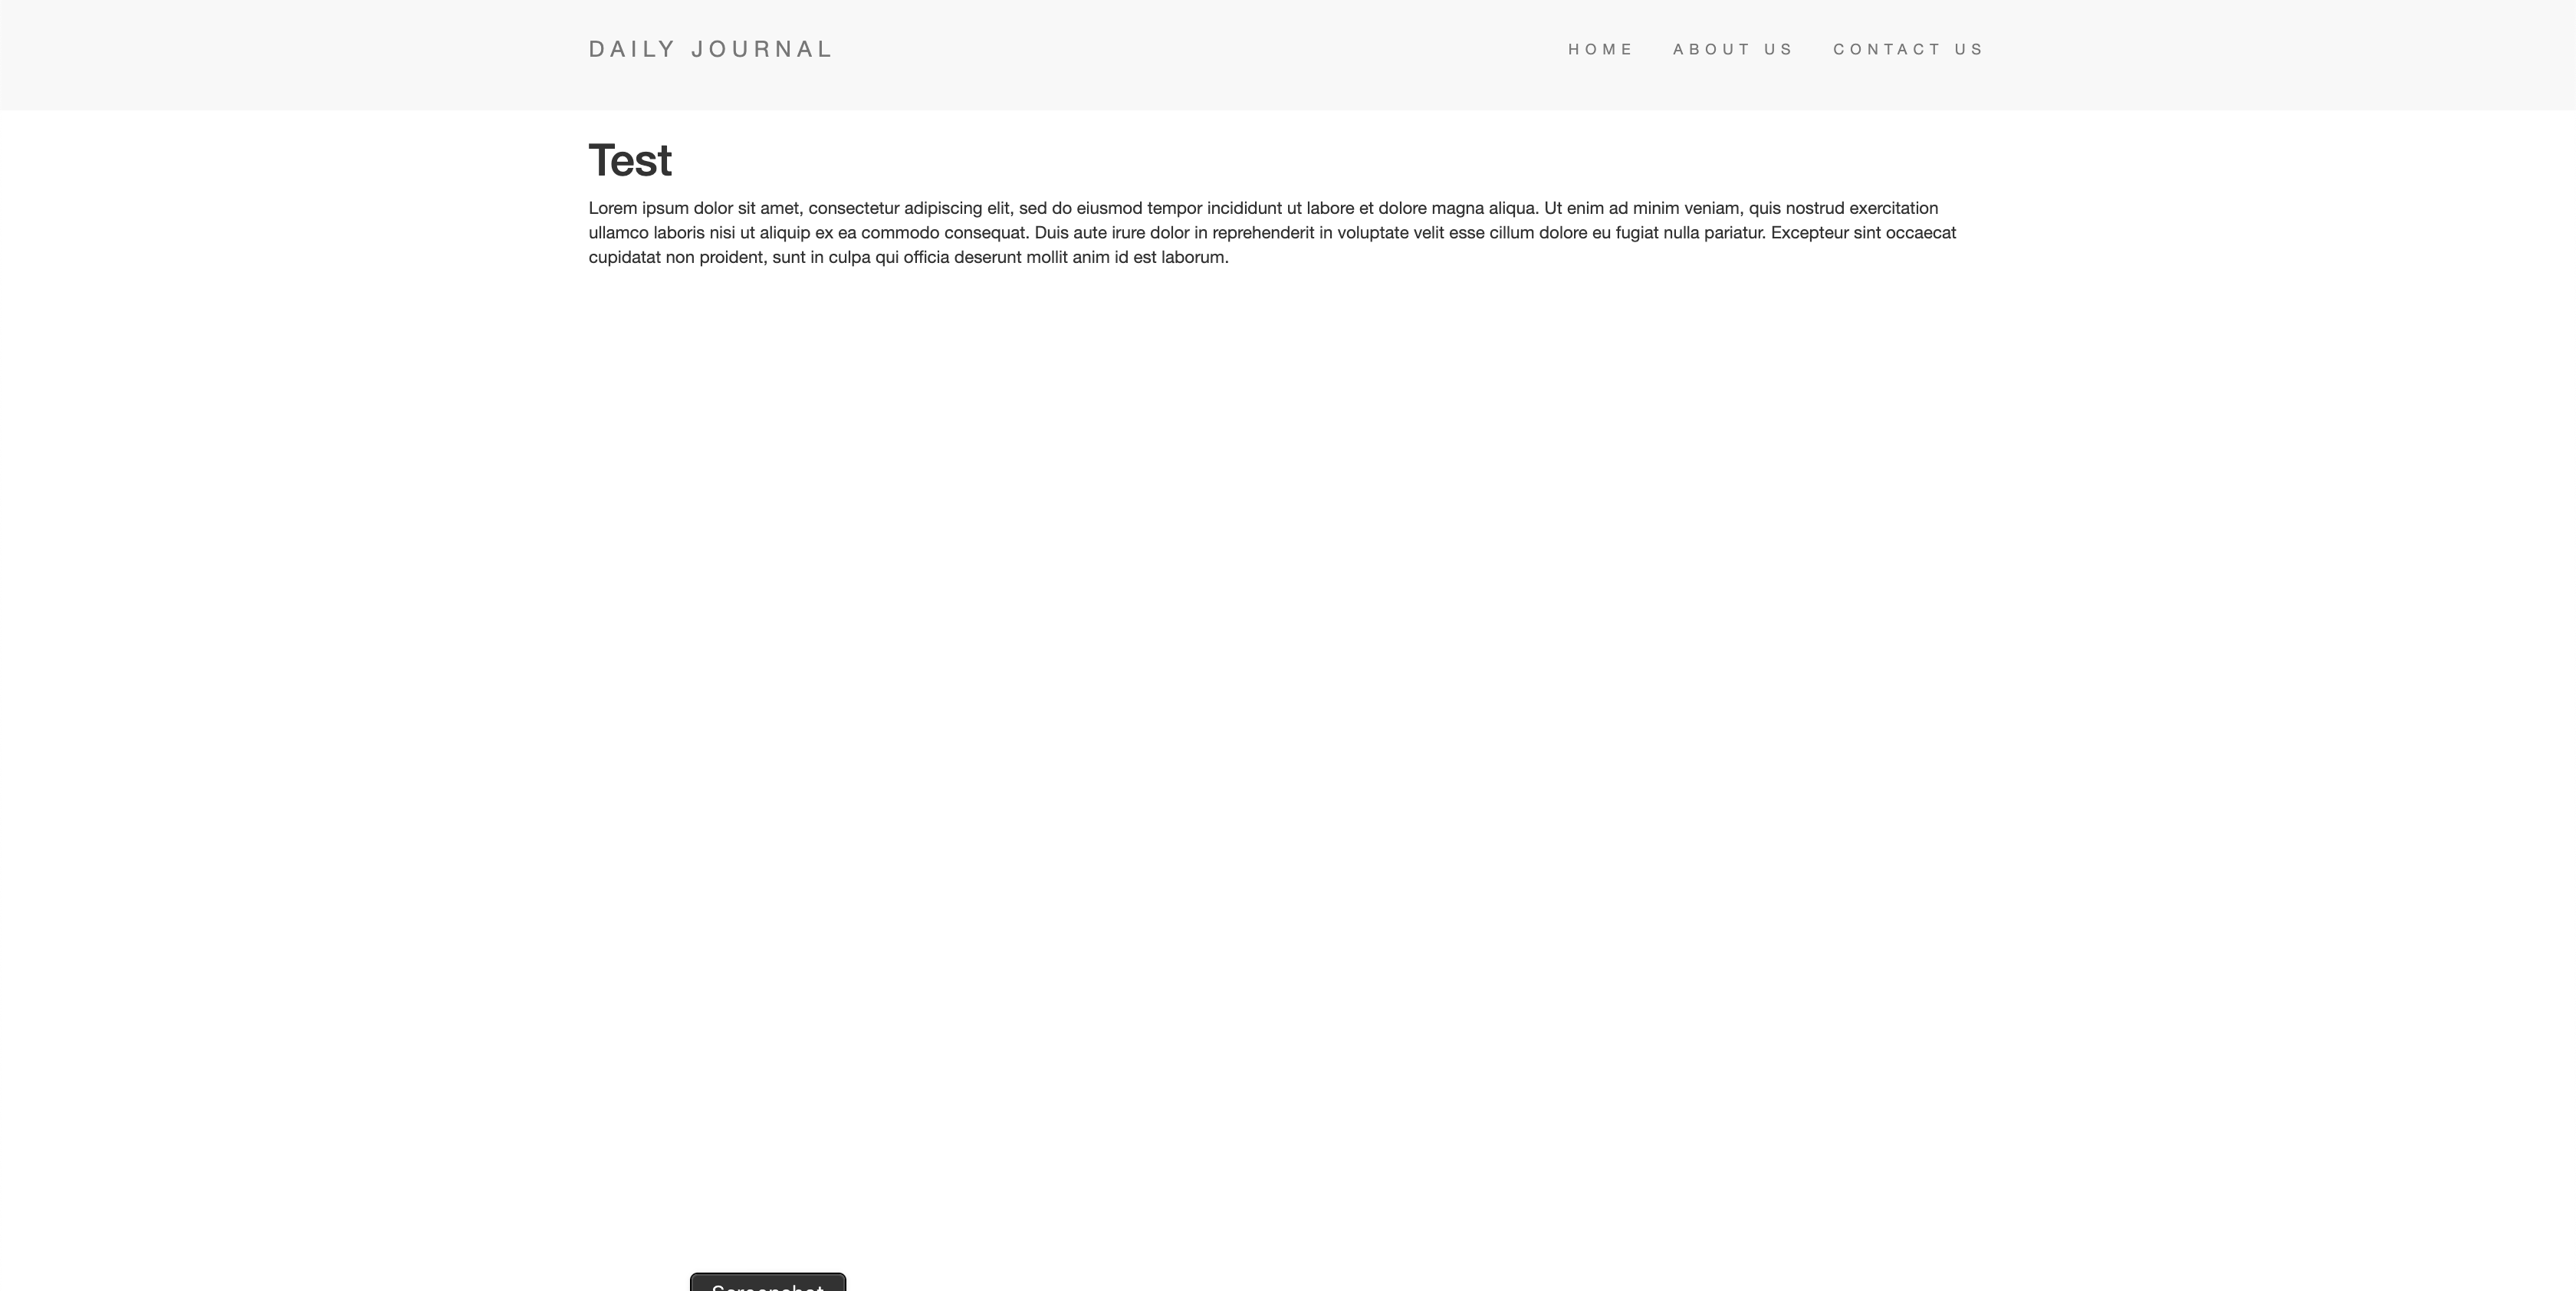 DAILY JOURNAL
HOME ABOUT US CONTACT US
Test
Lorem ipsum dolor sit amet, consectetur adipiscing elit, sed do eiusmod tempor incididunt ut labore et dolore magna aliqua. Ut enim ad minim veniam, quis nostrud exercitation
ullamco laboris nisi ut aliquip ex ea commodo consequat. Duis aute irure dolor in reprehenderit in voluptate velit esse cillum dolore eu fugiat nulla pariatur. Excepteur sint occaecat
cupidatat non proident, sunt in culpa qui officia deserunt mollit anim id est laborum.
Screenshot